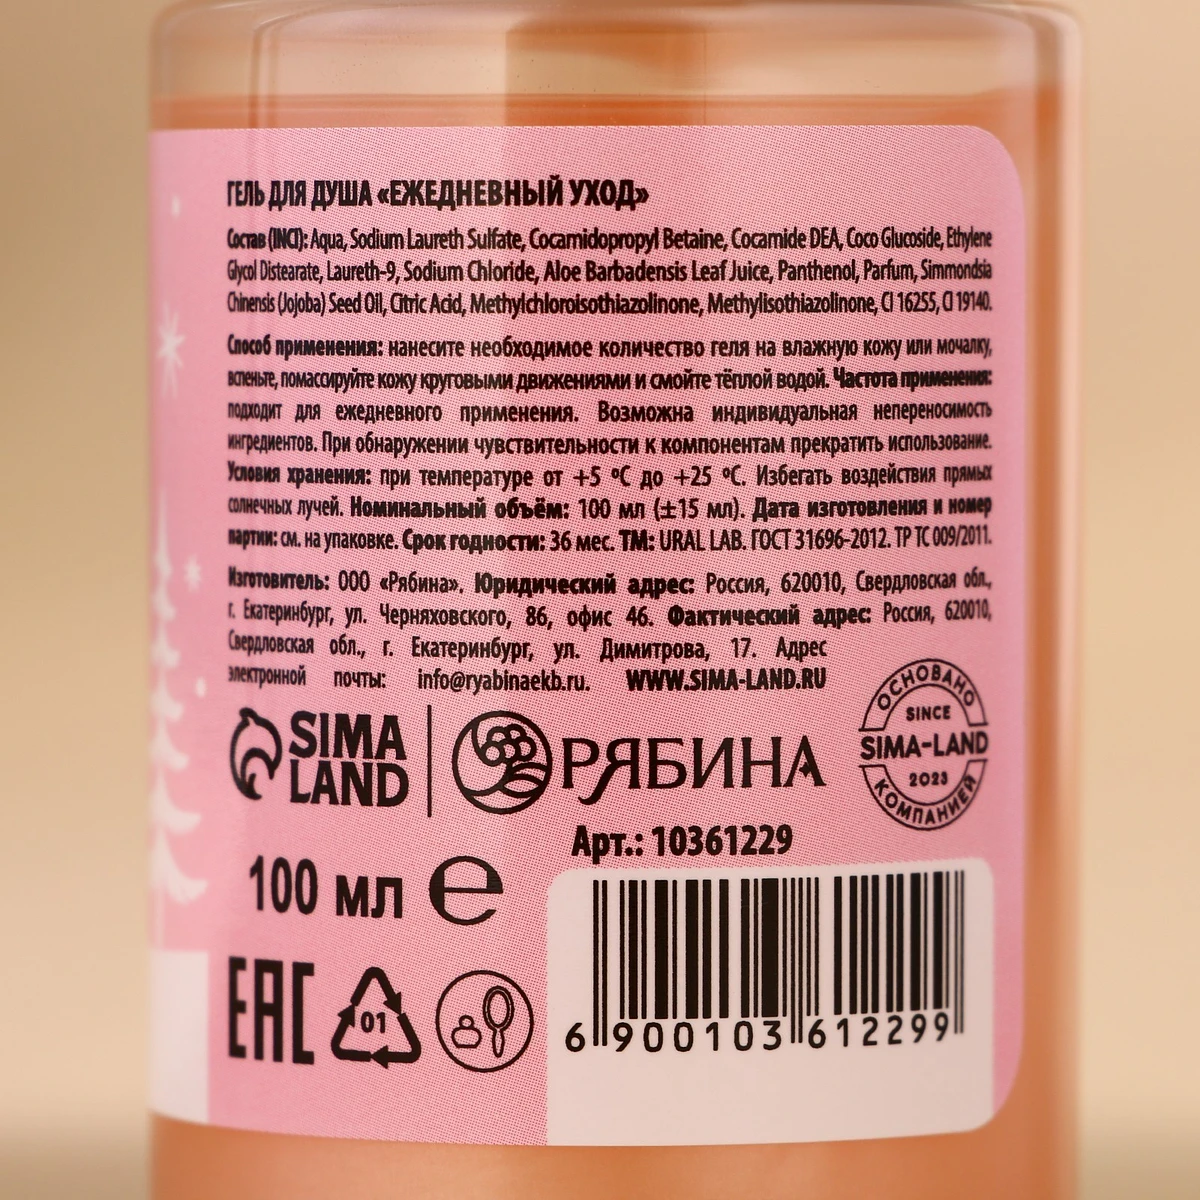 ГЕЛЬ ДЛЯ ДУША «ЕЖЕДНЕВНЫЙ УХОД»
Состав (INCI): Aqua, Sodium Laureth Sulfate, Cocamidopropyl Betaine, Cocamide DEA, Coco Glucoside, Ethylene
Glycol Distearate, Laureth-9, Sodium Chloride, Aloe Barbadensis Leaf Juice, Panthenol, Parfum, Simmondsia
Chinensis (Jojoba) Seed Oil, Citric Acid, Methylchloroisothiazolinone, Methylisothiazolinone, CI 16255, CI 19140.
Способ применения: нанесите необходимое количество геля на влажную кожу или мочалку,
вспеньте, помассируйте кожу круговыми движениями и смойте тёплой водой. Частота применения:
подходит для ежедневного применения. Возможна индивидуальная непереносимость
ингредиентов. При обнаружении чувствительности к компонентам прекратить использование.
Условия хранения: при температуре от +5 °С до +25 °С. Избегать воздействия прямых
солнечных лучей. Номинальный объём: 100 мл (±15 мл). Дата изготовления и номер
партии: см. на упаковке. Срок годности: 36 мес. ТМ: URAL LAB. ГОСТ 31696-2012. ТР ТС 009/2011.
Изготовитель: ООО «Рябина». Юридический адрес: Россия, 620010, Свердловская обл.,
г. Екатеринбург, ул. Черняховского, 86, офис 46. Фактический адрес: Россия, 620010,
Свердловская обл., г. Екатеринбург, ул. Димитрова, 17. Адрес
электронной почты: info@ryabinaekb.ru. WWW.SIMA-LAND.RU
SIMA
LAND
РЯБИНА
ОСНОВАНО
SINCE
SIMA-LAND
2023
КОМПАНИЕЙ
Арт.: 10361229
100 мл e
EAC
01
6 900103 612299